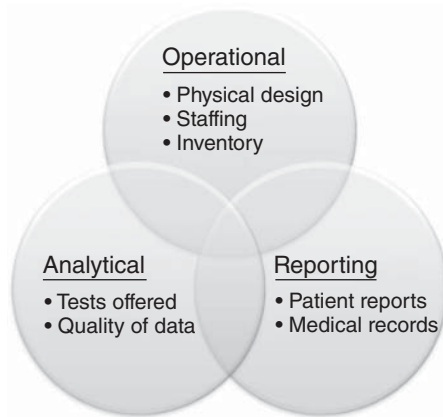 Operational
• Physical design
• Staffing
• Inventory
Analytical
• Tests offered
• Quality of data
Reporting
• Patient reports
• Medical records